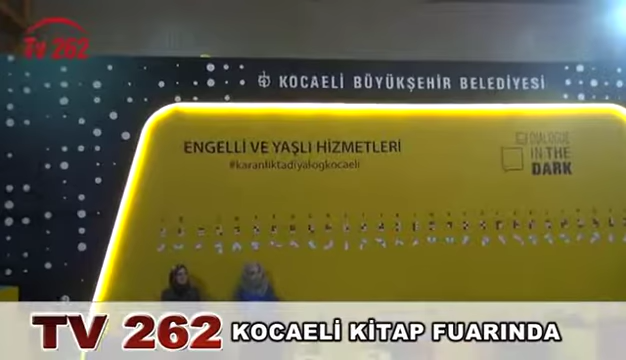 TV 262
KOCAELİ BÜYÜKŞEHİR BELEDİYESİ
ENGELLİ VE YAŞLI HİZMETLERİ
#karanlıktadiyalogkocaeli
DIALOGUE
IN THE
DARK
TV 262 KOCAELİ KİTAP FUARINDA